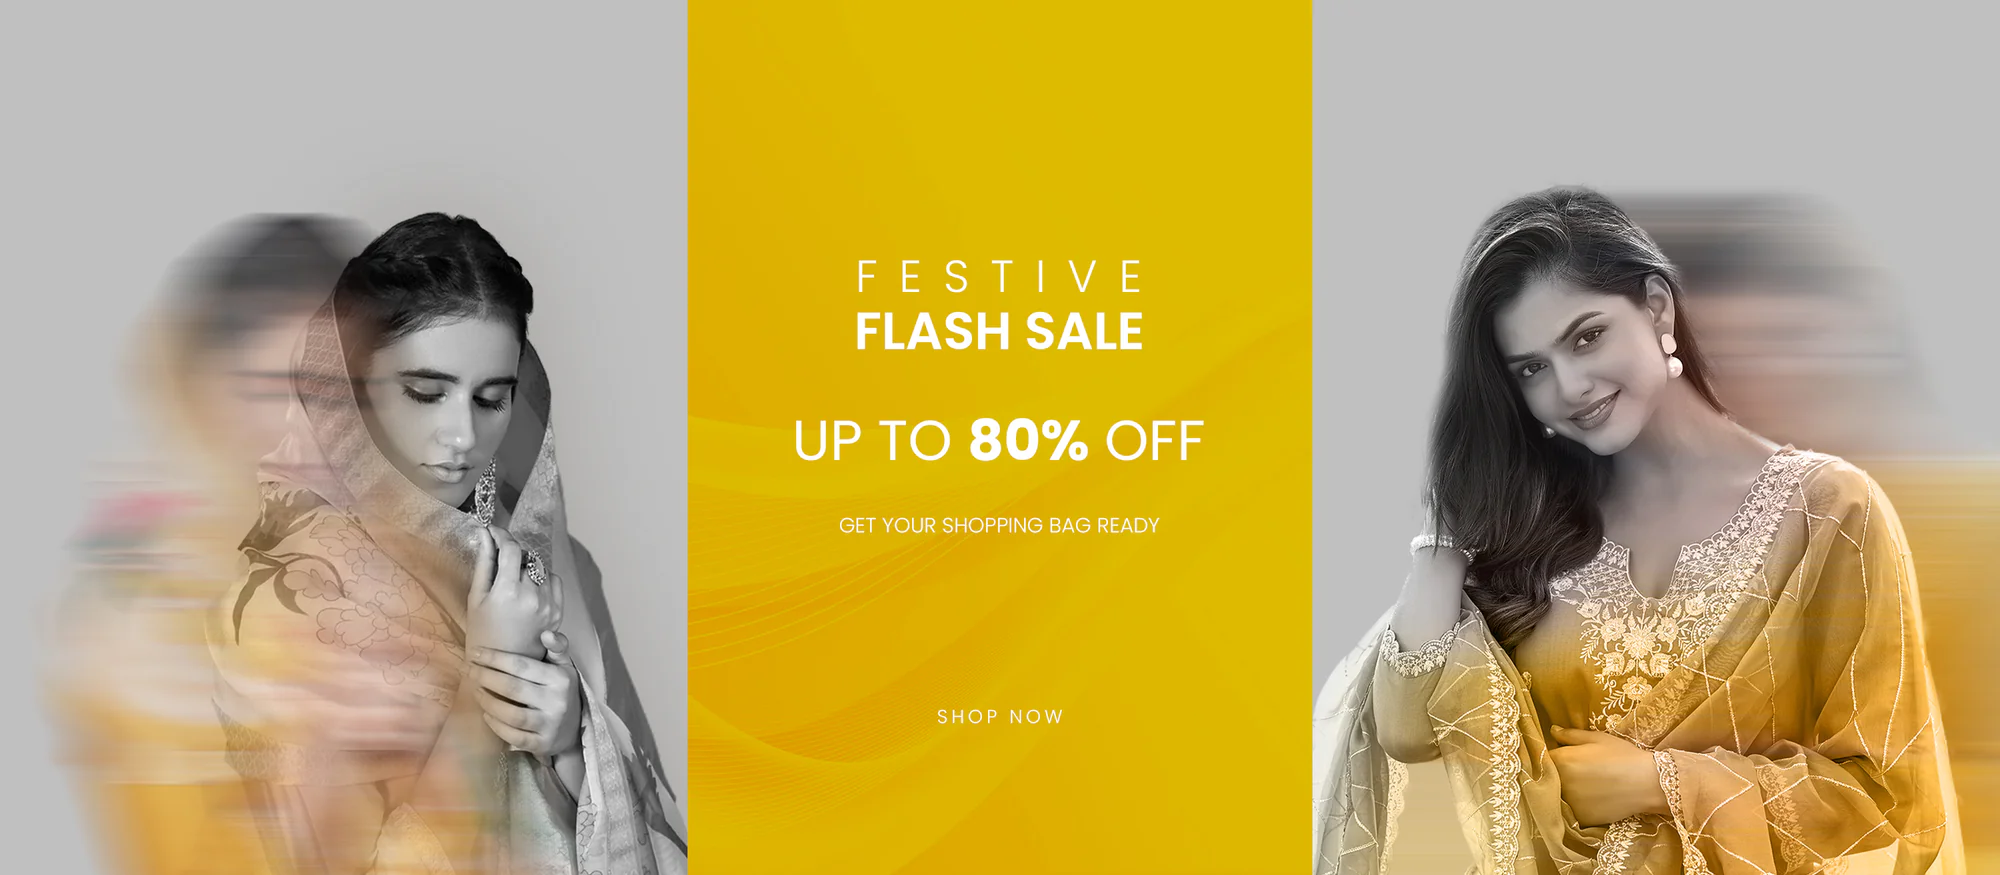 FESTIVE
FLASH SALE
UP TO 80% OFF
GET YOUR SHOPPING BAG READY
SHOP NOW